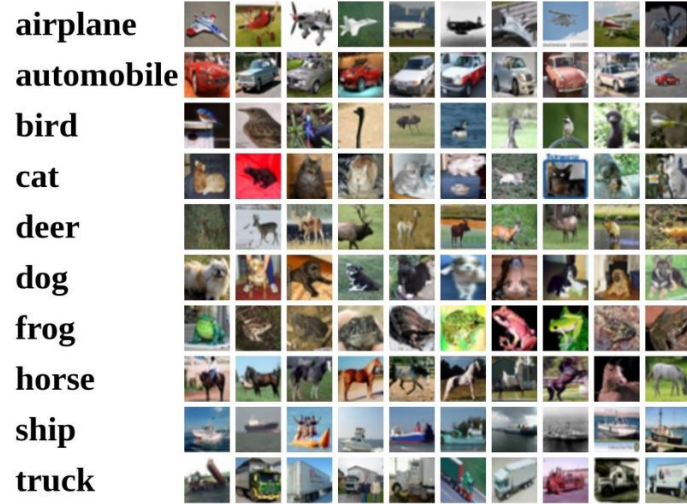 airplane
automobile
bird
cat
deer
dog
frog
horse
ship
truck